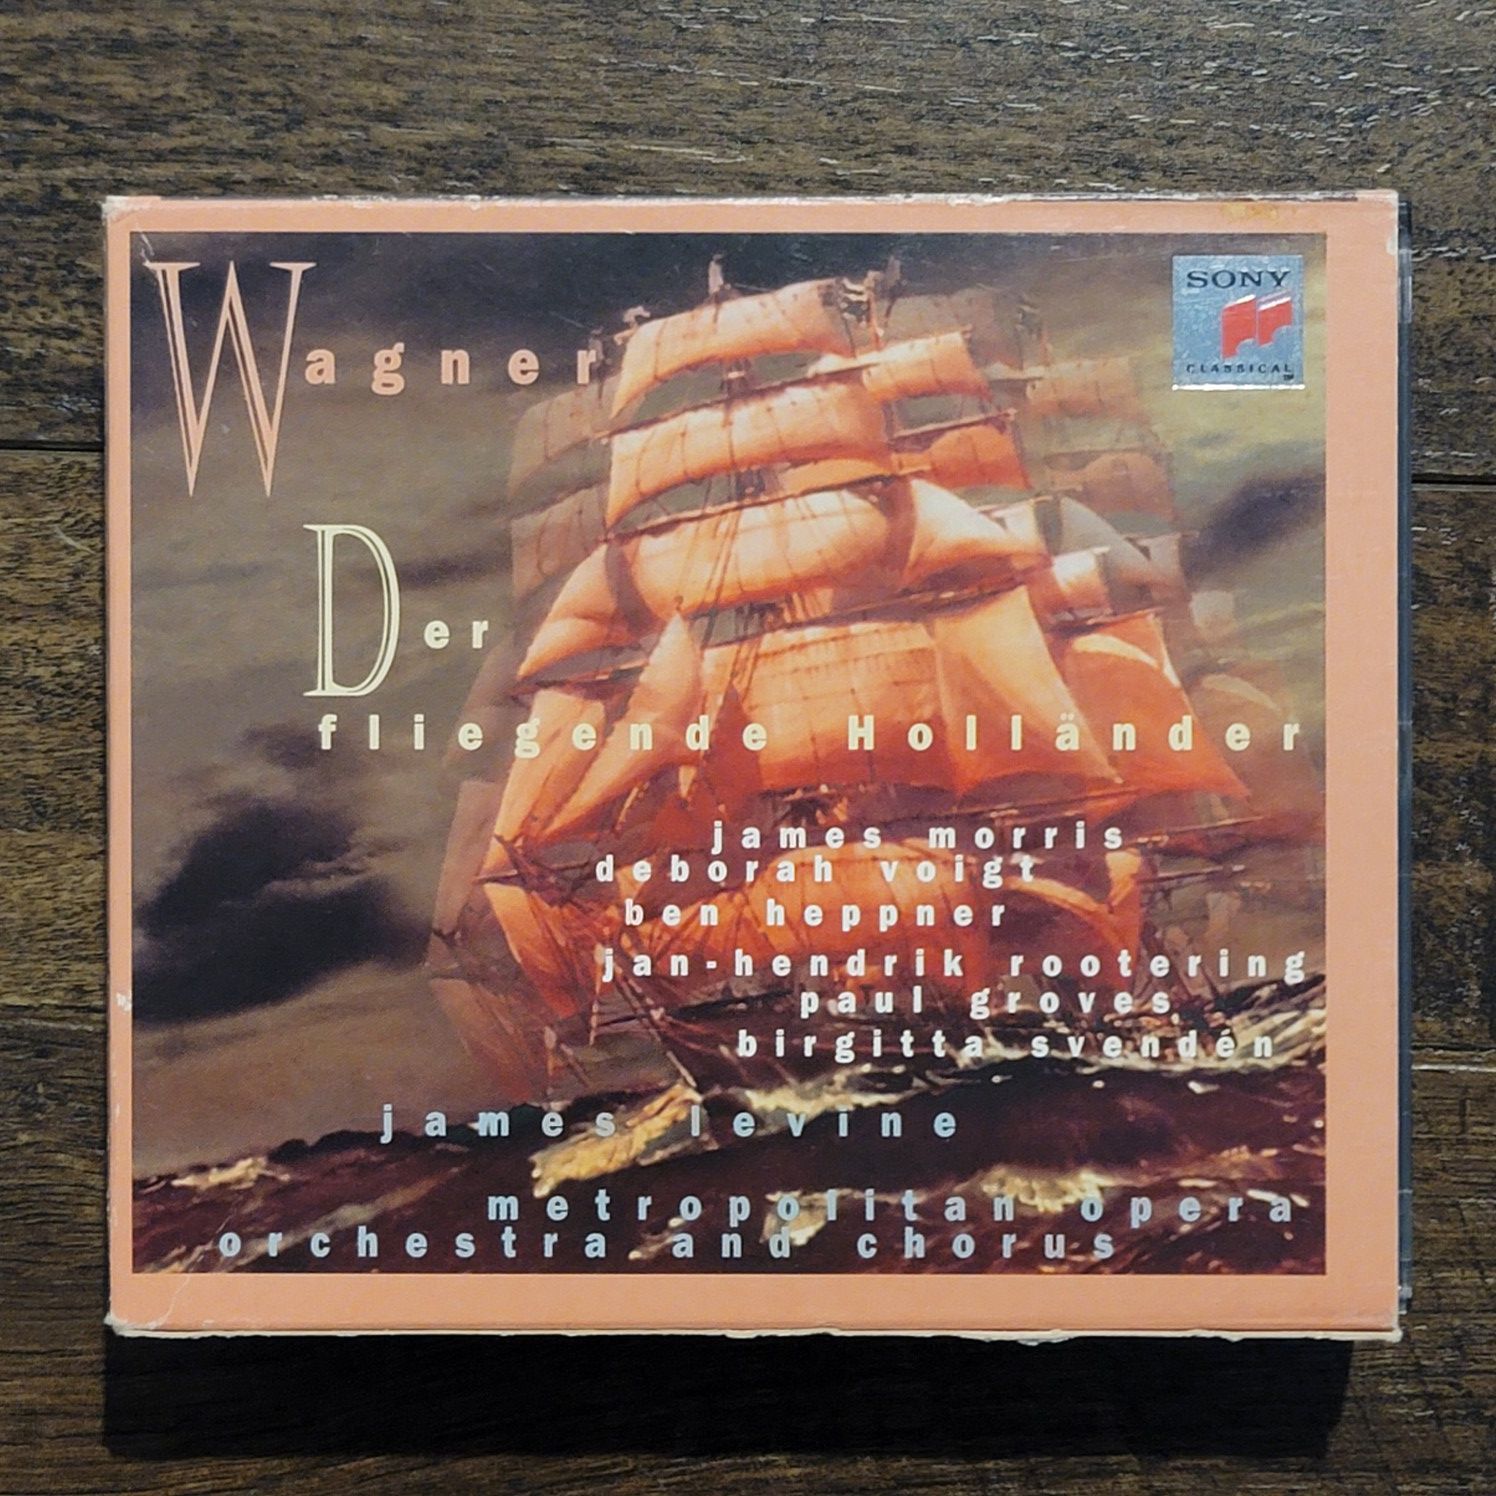 Wagner
SONY
CLASSICAL™
Der
fliegende Holländer
james morris
deborah voigt
ben heppner
jan-hendrik rootering
paul groves
birgitta svendén
james levine
metropolitan opera
orchestra and chorus